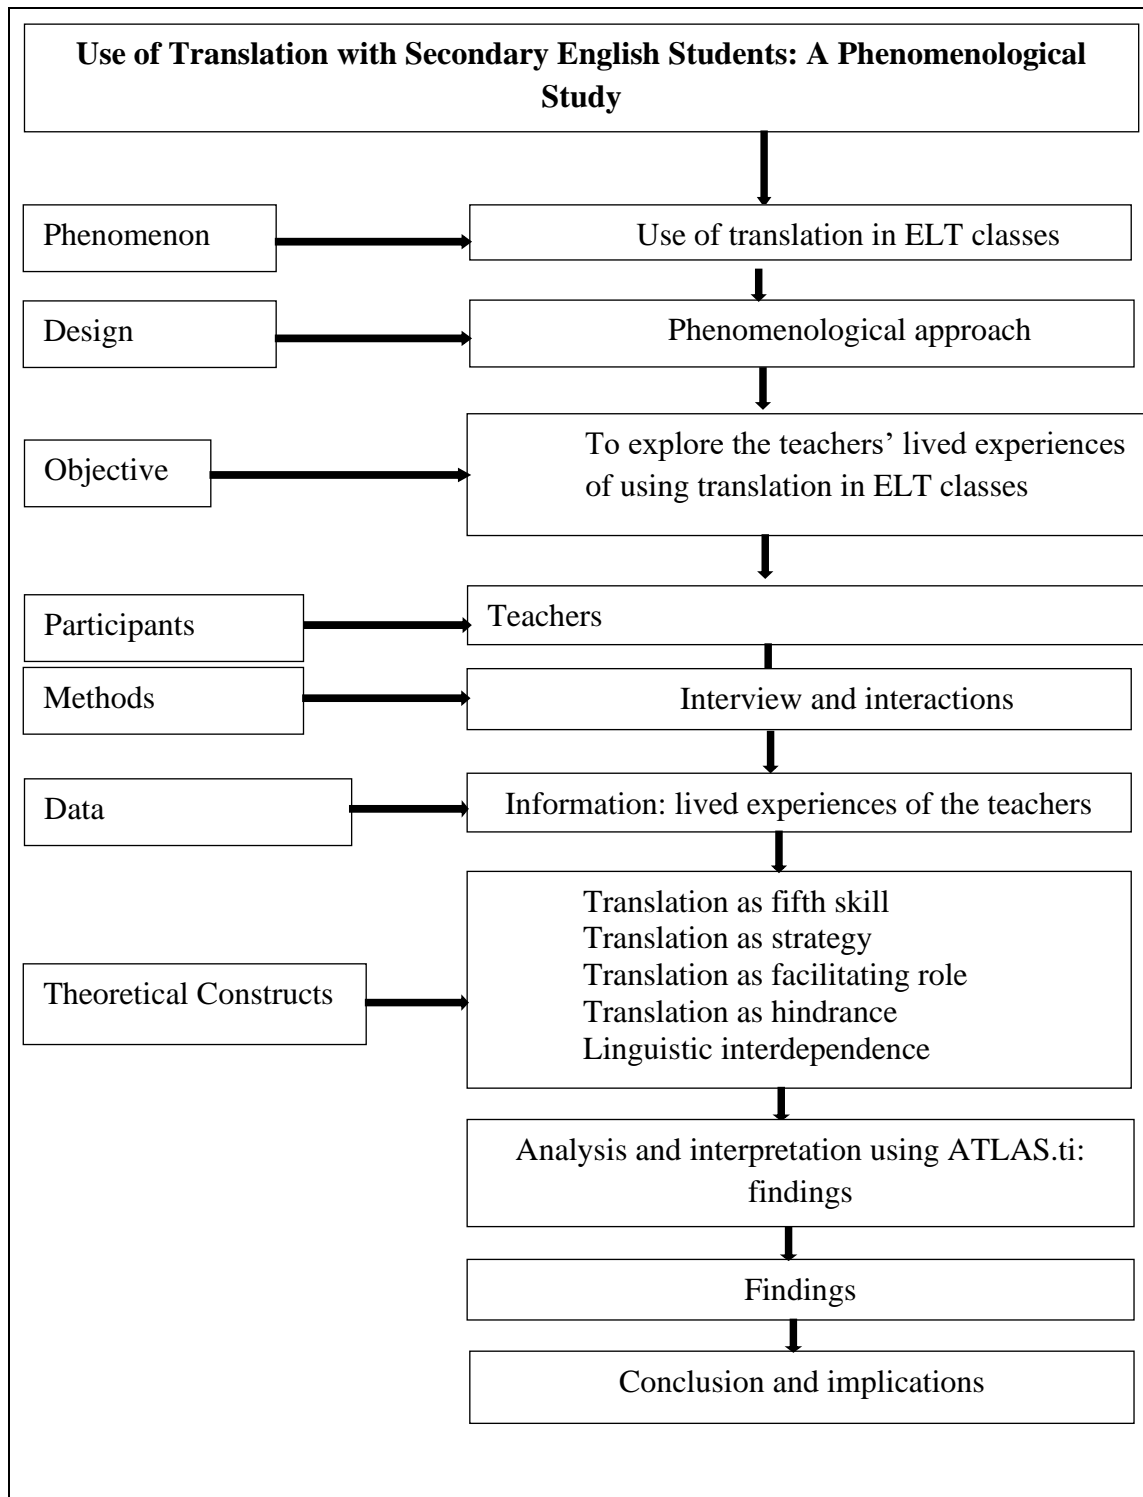 Use of Translation with Secondary English Students: A Phenomenological
Study
Phenomenon
Use of translation in ELT classes
Design
Phenomenological approach
Objective
To explore the teachers’ lived experiences
of using translation in ELT classes
Participants
Teachers
Methods
Interview and interactions
Data
Information: lived experiences of the teachers
Theoretical Constructs
Translation as fifth skill
Translation as strategy
Translation as facilitating role
Translation as hindrance
Linguistic interdependence
Analysis and interpretation using ATLAS.ti:
findings
Findings
Conclusion and implications